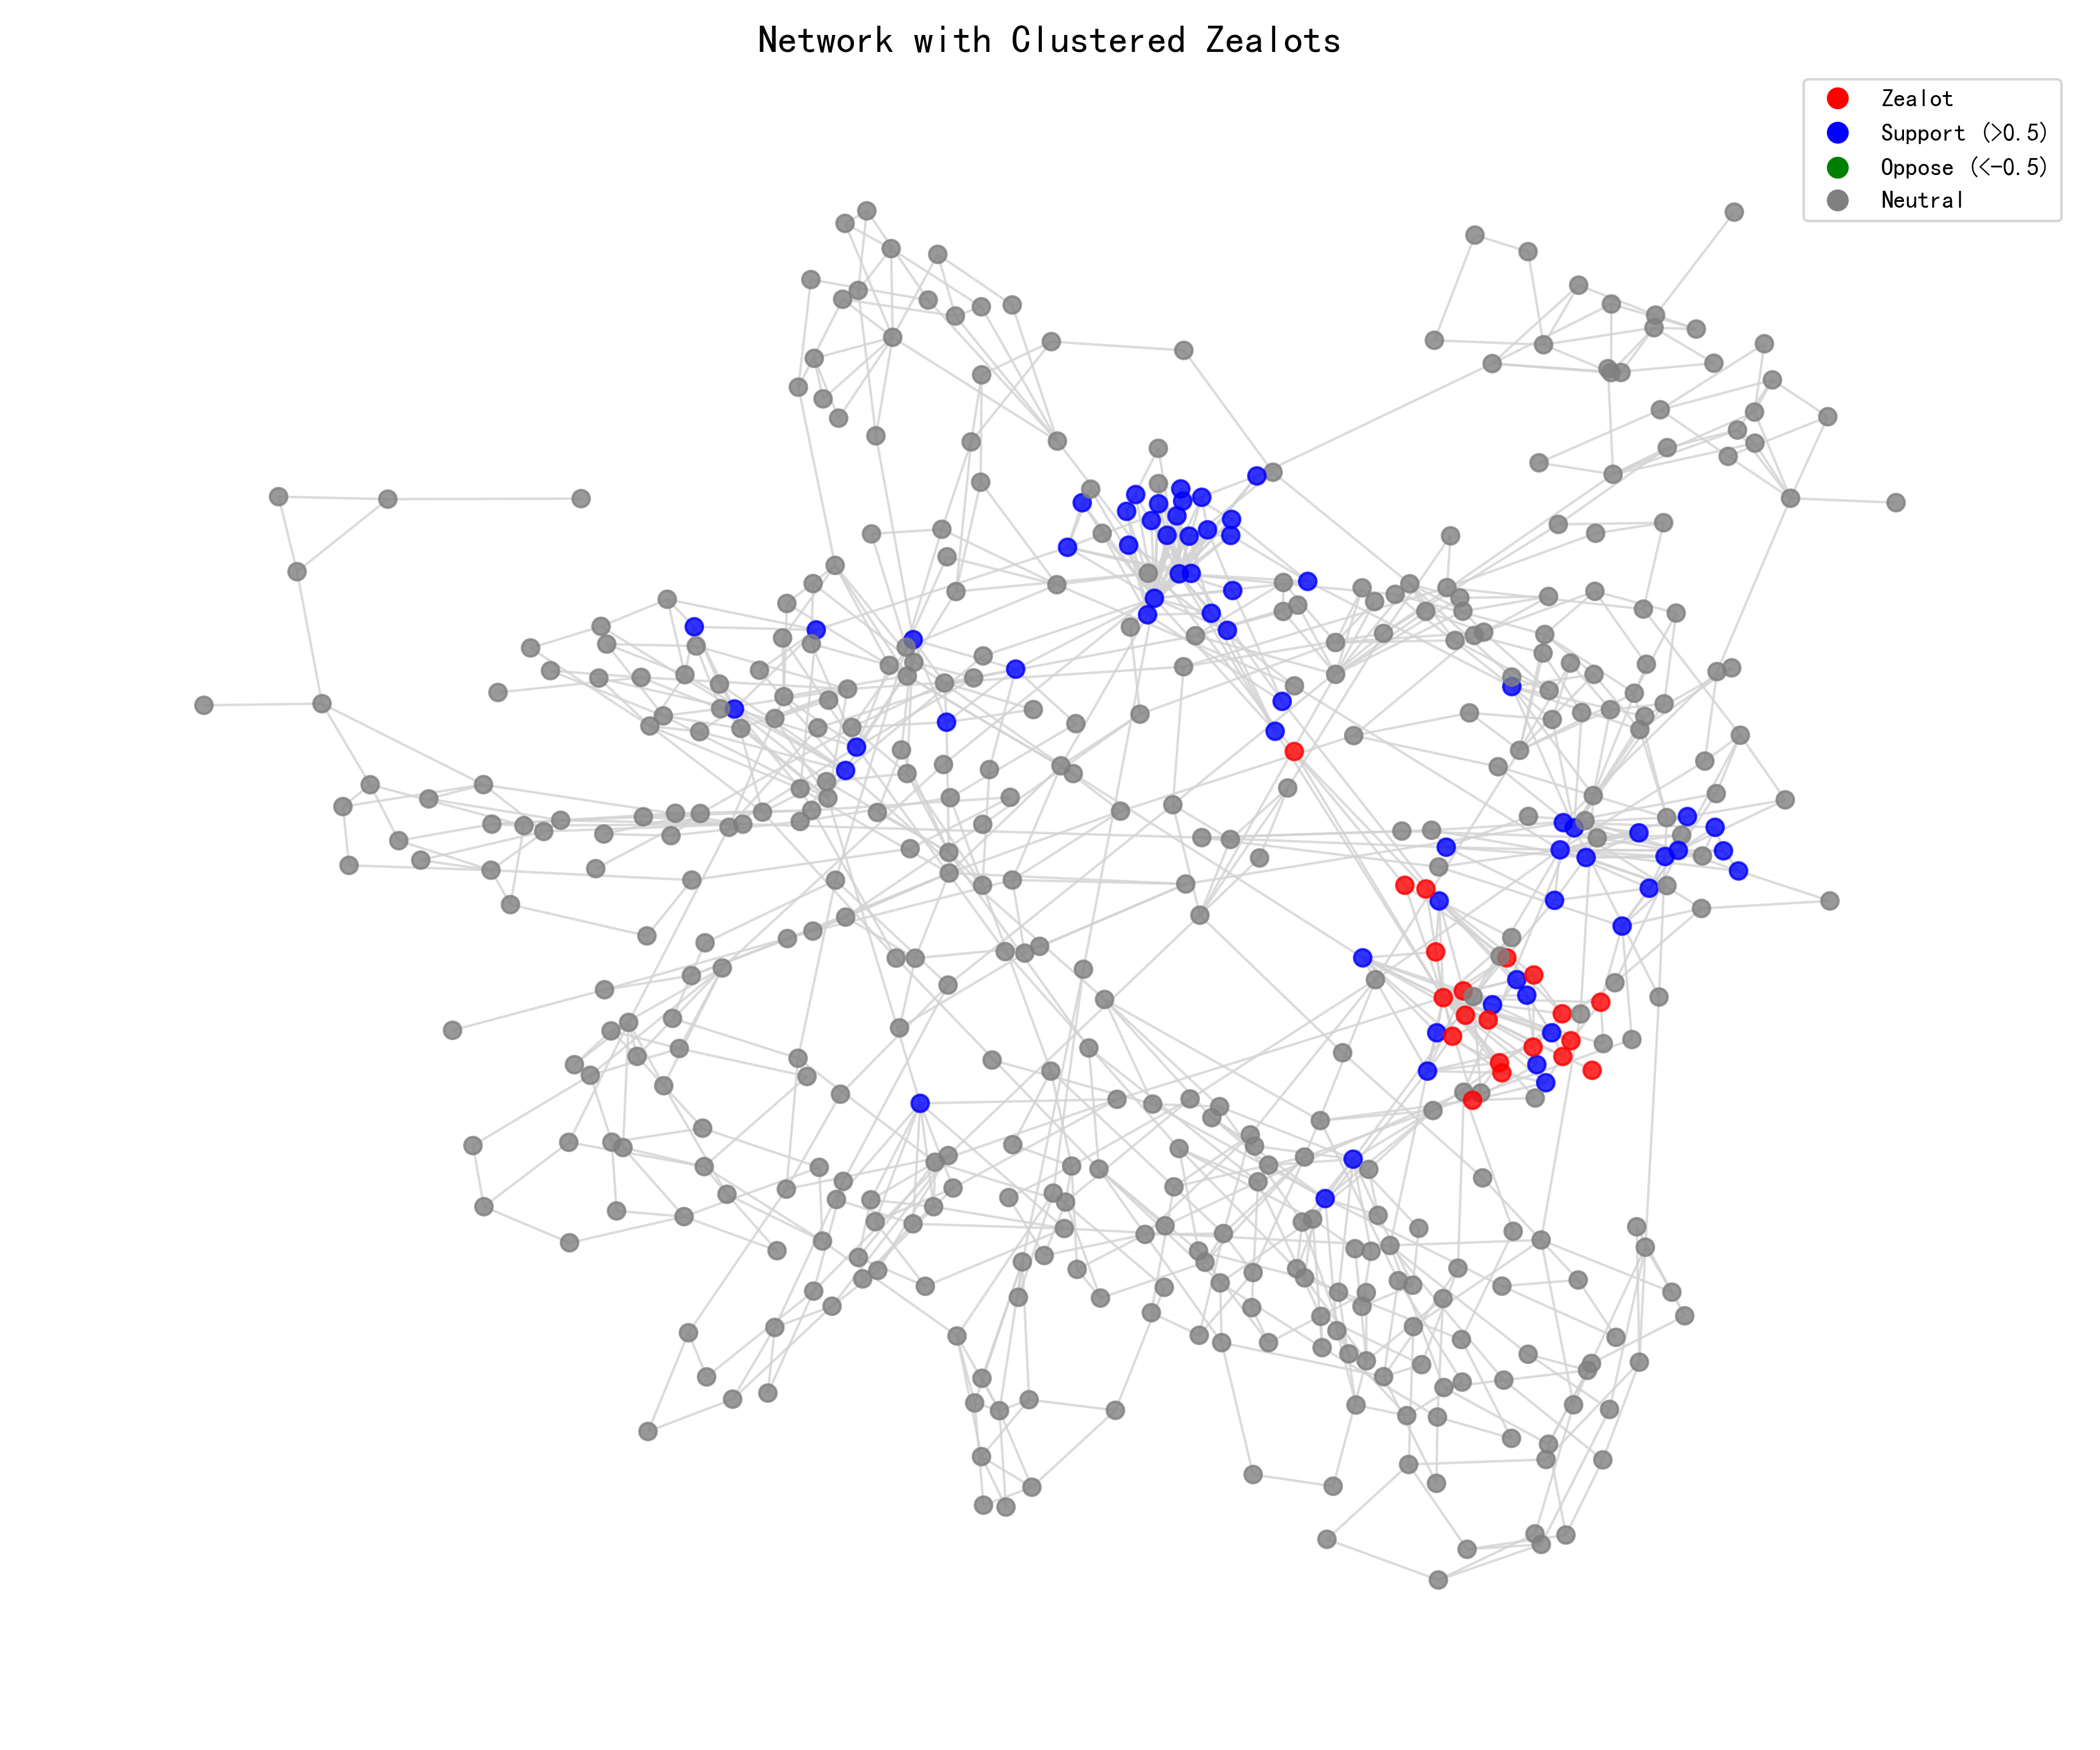 Network with Clustered Zealots
Zealot
Support (>0.5)
Oppose (<-0.5)
Neutral